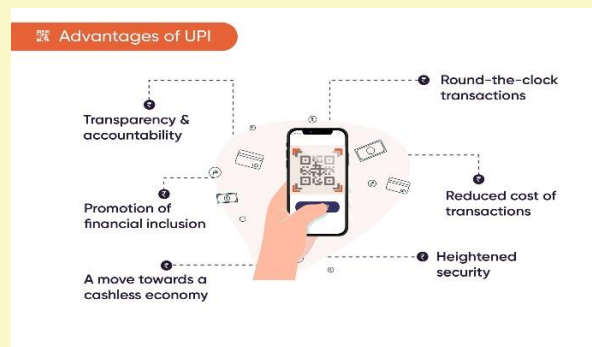 Advantages of UPI
Transparency &
accountability
Promotion of
financial inclusion
A move towards a
cashless economy
Round-the-clock
transactions
Reduced cost of
transactions
Heightened
security